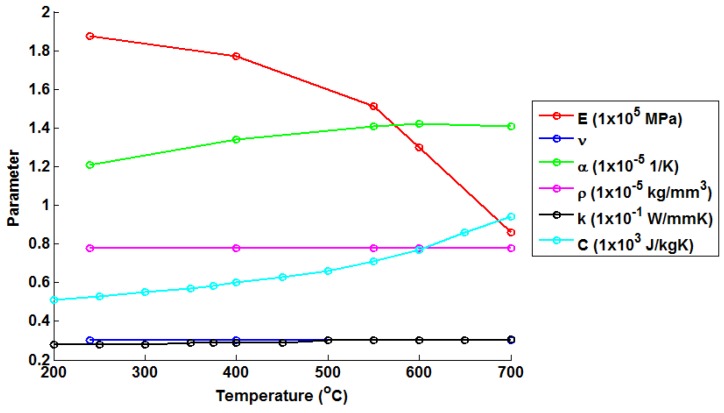 2
1.8
1.6
1.4
1.2
1
0.8
0.6
0.4
0.2
Parameter
200
300
400
500
600
700
Temperature (°C)
E (1x10⁵ MPa)
ν
α (1x10⁻⁵ 1/K)
ρ (1x10⁻⁵ kg/mm³)
k (1x10⁻¹ W/mmK)
C (1x10³ J/kgK)